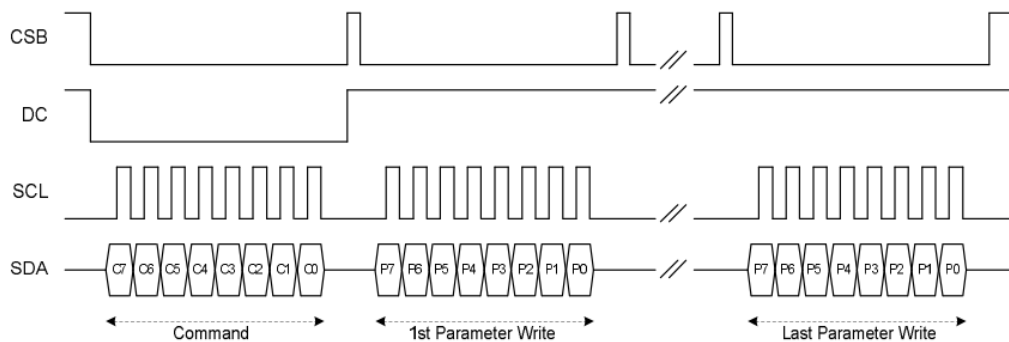 CSB
DC
SCL
SDA C7 C6 C5 C4 C3 C2 C1 C0 P7 P6 P5 P4 P3 P2 P1 P0 P7 P6 P5 P4 P3 P2 P1 P0
Command 1st Parameter Write Last Parameter Write